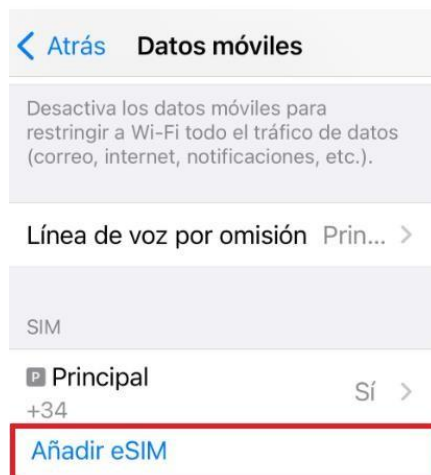 Atrás Datos móviles
Desactiva los datos móviles para
restringir a Wi-Fi todo el tráfico de datos
(correo, internet, notificaciones, etc.).
Línea de voz por omisión Prin...
SIM
P Principal
Sí
+34
Añadir eSIM